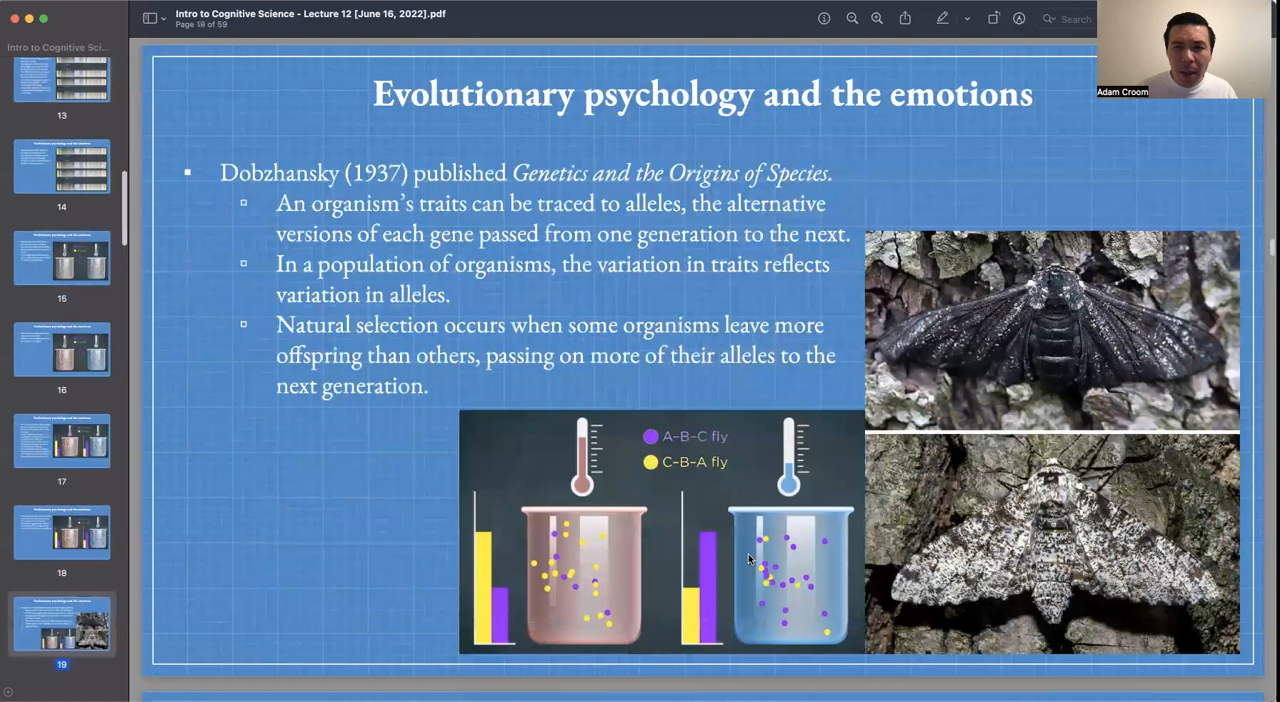 Intro to Cognitive Science - Lecture 12 [June 16, 2022].pdf
Page 19 of 59
Search
Intro to Cognitive Sci...
Adam Croom
Evolutionary psychology and the emotions
Dobzhansky (1937) published Genetics and the Origins of Species.
An organism's traits can be traced to alleles, the alternative
versions of each gene passed from one generation to the next.
In a population of organisms, the variation in traits reflects
variation in alleles.
Natural selection occurs when some organisms leave more
offspring than others, passing on more of their alleles to the
next generation.
A-B-C fly
C-B-A fly
13
14
16
16
17
18
19